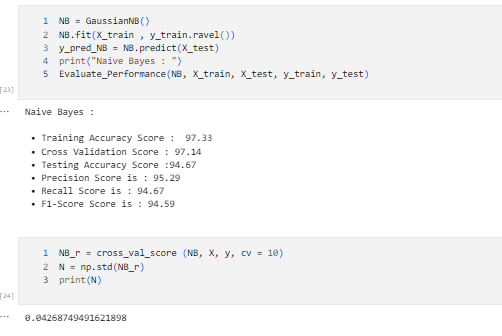 1 NB = GaussianNB()
2 NB.fit(X_train , y_train.ravel())
3 y_pred_NB = NB.predict(X_test)
4 print("Naive Bayes : ")
5 Evaluate_Performance(NB, X_train, X_test, y_train, y_test)
[23]
... Naive Bayes :
• Training Accuracy Score :  97.33
• Cross Validation Score : 97.14
• Testing Accuracy Score :94.67
• Precision Score is : 95.29
• Recall Score is : 94.67
• F1-Score Score is : 94.59
1 NB_r = cross_val_score (NB, X, y, cv = 10)
2 N = np.std(NB_r)
3 print(N)
[24]
... 0.04268749491621898